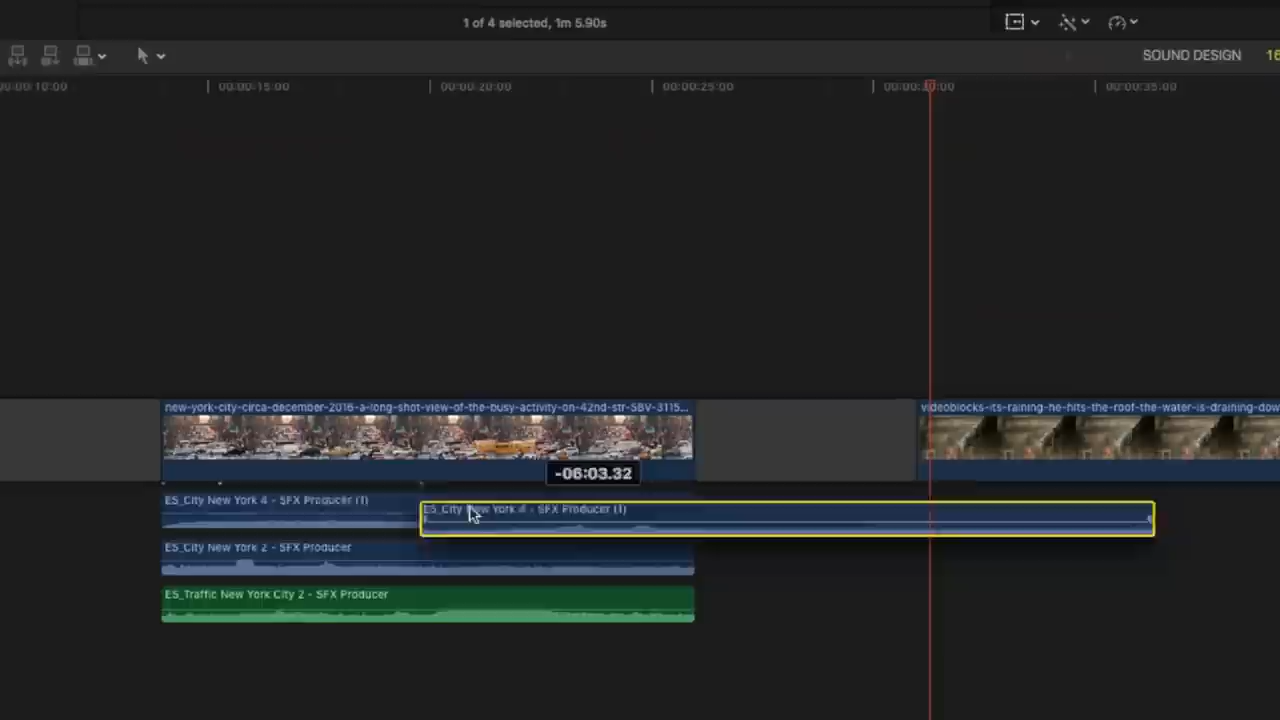 1 of 4 selected, 1m 5.90s
SOUND DESIGN
16
00:00:10:00
00:00:15:00
00:00:20:00
00:00:25:00
00:00:30:00
00:00:35:00
new-york-city-circa-december-2016-a-long-shot-view-of-the-busy-activity-on-42nd-str-SBV-3115...
videoblocks-its-raining-he-hits-the-roof-the-water-is-draining-dow
-06:03.32
ES_City New York 4 - SFX Producer (1)
ES_City New York 4 - SFX Producer (1)
ES_City New York 2 - SFX Producer
ES_Traffic New York City 2 - SFX Producer